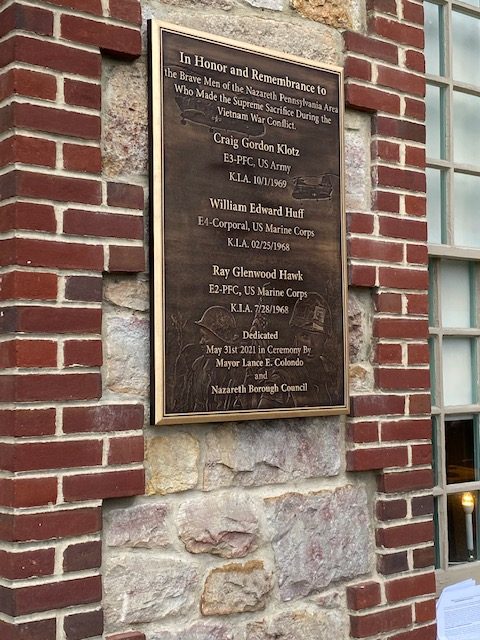 In Honor and Remembrance to
the Brave Men of the Nazareth Pennsylvania Area
Who Made the Supreme Sacrifice During the
Vietnam War Conflict.
Craig Gordon Klotz
E3-PFC, US Army
K.I.A. 10/1/1969
William Edward Huff
E4-Corporal, US Marine Corps
K.I.A. 02/25/1968
Ray Glenwood Hawk
E2-PFC, US Marine Corps
K.I.A. 7/28/1968
Dedicated
May 31st 2021 in Ceremony By
Mayor Lance E. Colondo
and
Nazareth Borough Council